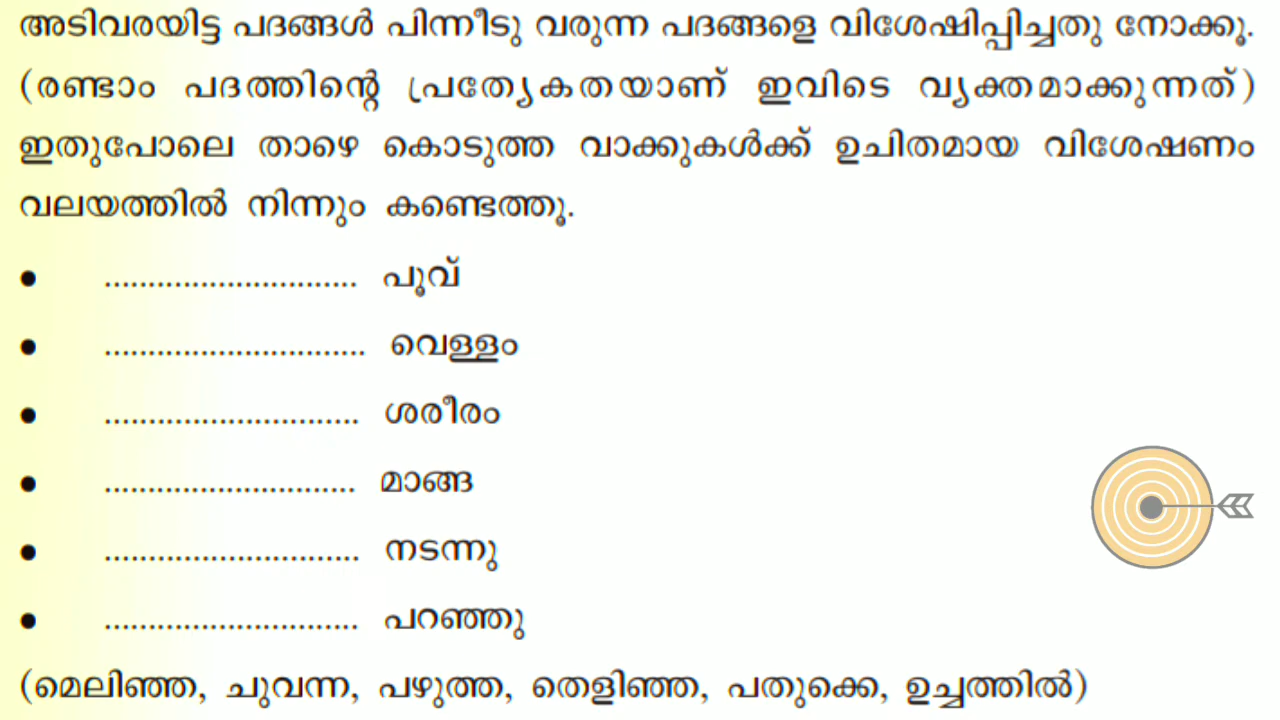 അടിവരയിട്ട പദങ്ങൾ പിന്നീടു വരുന്ന പദങ്ങളെ വിശേഷിപ്പിച്ചതു നോക്കൂ.
(രണ്ടാം പദത്തിന്റെ പ്രത്യേകതയാണ് ഇവിടെ വ്യക്തമാക്കുന്നത്)
ഇതുപോലെ താഴെ കൊടുത്ത വാക്കുകൾക്ക് ഉചിതമായ വിശേഷണം
വലയത്തിൽ നിന്നും കണ്ടെത്തൂ.
● ............................ പൂവ്
● ............................. വെള്ളം
● ............................ ശരീരം
● ............................ മാങ്ങ
● ............................ നടന്നു
● ............................ പറഞ്ഞു
(മെലിഞ്ഞ, ചുവന്ന, പഴുത്ത, തെളിഞ്ഞ, പതുക്കെ, ഉച്ചത്തിൽ)